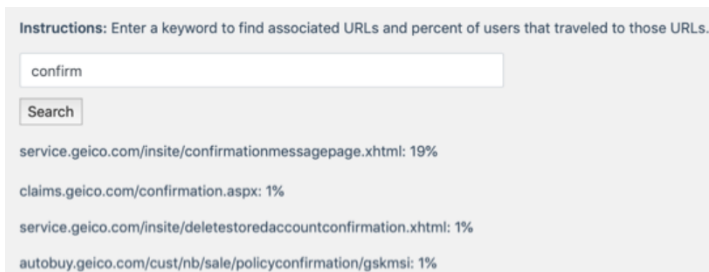 Instructions: Enter a keyword to find associated URLs and percent of users that traveled to those URLs.
confirm
Search
service.geico.com/insite/confirmationmessagepage.xhtml: 19%
claims.geico.com/confirmation.aspx: 1%
service.geico.com/insite/deletestoredaccountconfirmation.xhtml: 1%
autobuy.geico.com/cust/nb/sale/policyconfirmation/gskmsi: 1%